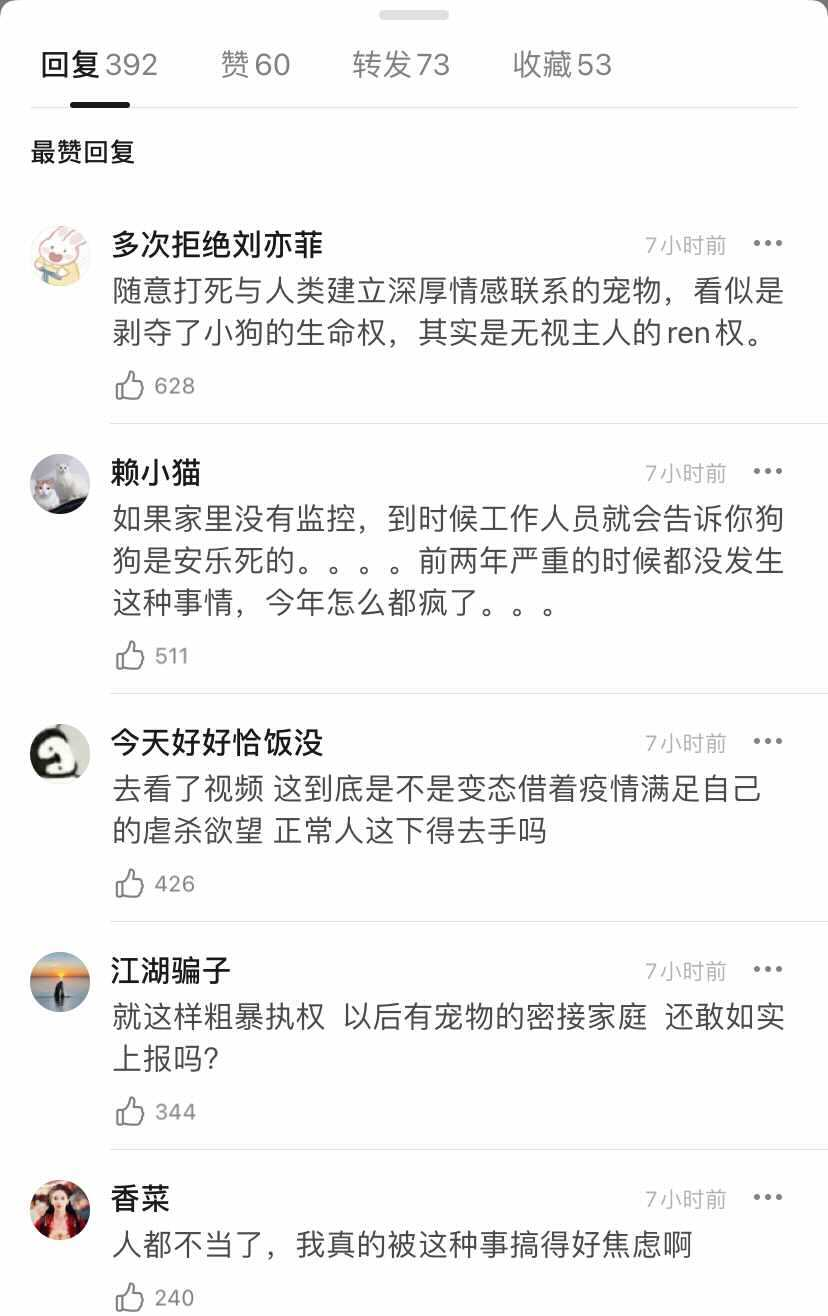 回复 392 赞 60 转发 73 收藏 53
最赞回复
多次拒绝刘亦菲 7小时前
随意打死与人类建立深厚情感联系的宠物，看似是
剥夺了小狗的生命权，其实是无视主人的ren权。
628
赖小猫 7小时前
如果家里没有监控，到时候工作人员就会告诉你狗
狗是安乐死的。。。。前两年严重的时候都没发生
这种事情，今年怎么都疯了。。。
511
今天好好恰饭没 7小时前
去看了视频 这到底是不是变态借着疫情满足自己
的虐杀欲望 正常人这下得去手吗
426
江湖骗子 7小时前
就这样粗暴执权 以后有宠物的密接家庭 还敢如实
上报吗?
344
香菜 7小时前
人都不当了，我真的被这种事搞得好焦虑啊
240